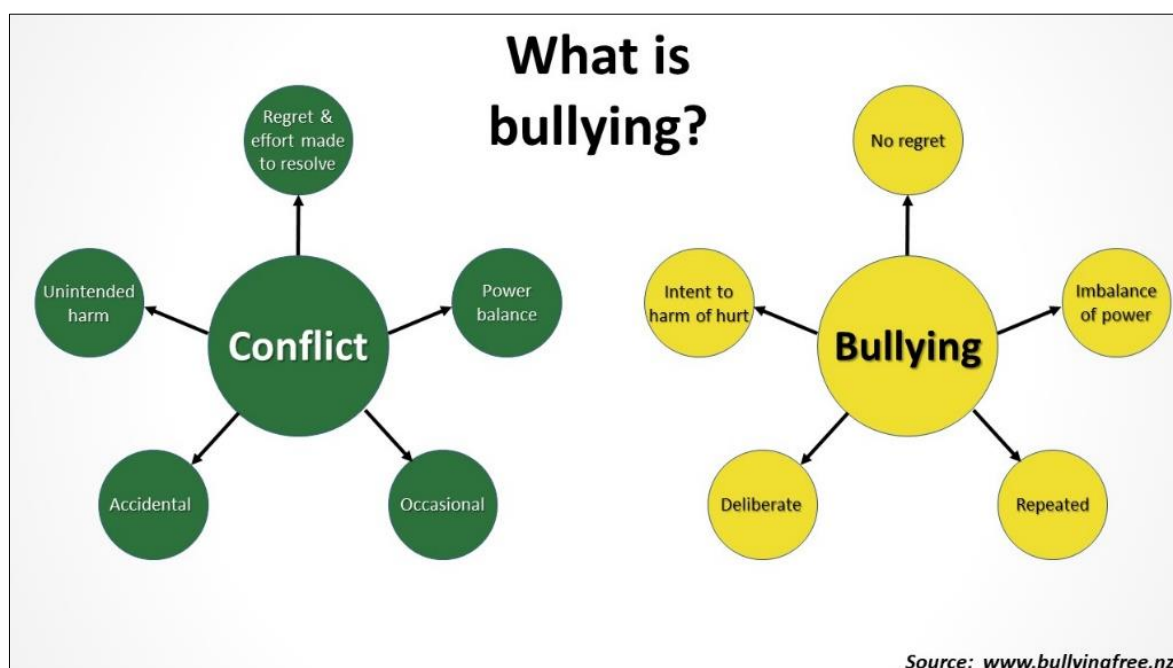 What is
bullying?
Regret &
effort made
to resolve
Unintended
harm
Power
balance
Conflict
Accidental
Occasional
No regret
Intent to
harm of hurt
Imbalance
of power
Bullying
Deliberate
Repeated
Source: www.bullyingfree.nz